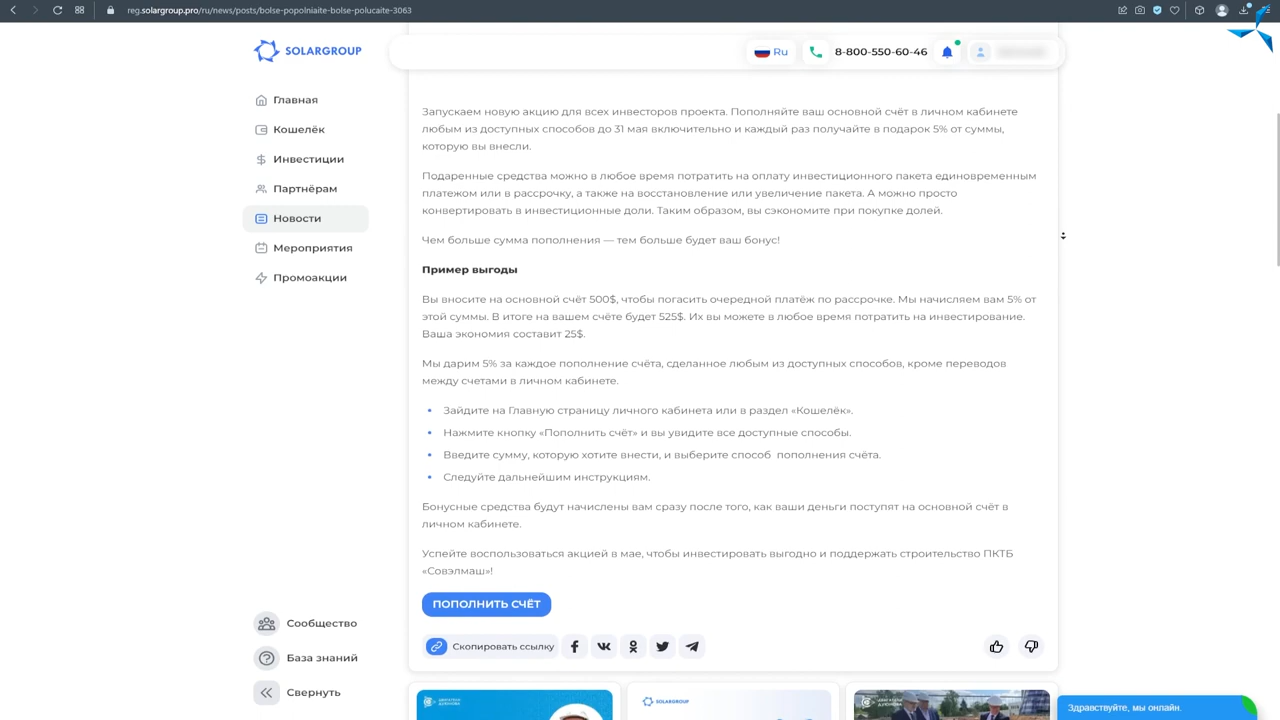 reg.solargroup.pro/ru/news/posts/bolse-popolniaite-bolse-polucaite-3063
SOLARGROUP
Ru
8-800-550-60-46
Главная
Кошелёк
Инвестиции
Партнёрам
Новости
Мероприятия
Промоакции
Запускаем новую акцию для всех инвесторов проекта. Пополняйте ваш основной счёт в личном кабинете
любым из доступных способов до 31 мая включительно и каждый раз получайте в подарок 5% от суммы,
которую вы внесли.
Подаренные средства можно в любое время потратить на оплату инвестиционного пакета единовременным
платежом или в рассрочку, а также на восстановление или увеличение пакета. А можно просто
конвертировать в инвестиционные доли. Таким образом, вы сэкономите при покупке долей.
Чем больше сумма пополнения — тем больше будет ваш бонус!
Пример выгоды
Вы вносите на основной счёт 500$, чтобы погасить очередной платёж по рассрочке. Мы начисляем вам 5% от
этой суммы. В итоге на вашем счёте будет 525$. Их вы можете в любое время потратить на инвестирование.
Ваша экономия составит 25$.
Мы дарим 5% за каждое пополнение счёта, сделанное любым из доступных способов, кроме переводов
между счетами в личном кабинете.
Зайдите на Главную страницу личного кабинета или в раздел «Кошелёк».
Нажмите кнопку «Пополнить счёт» и вы увидите все доступные способы.
Введите сумму, которую хотите внести, и выберите способ пополнения счёта.
Следуйте дальнейшим инструкциям.
Бонусные средства будут начислены вам сразу после того, как ваши деньги поступят на основной счёт в
личном кабинете.
Успейте воспользоваться акцией в мае, чтобы инвестировать выгодно и поддержать строительство ПКТБ
«Совэлмаш»!
ПОПОЛНИТЬ СЧЁТ
Скопировать ссылку
Сообщество
База знаний
Свернуть
SOLARGROUP
Здравствуйте, мы онлайн.